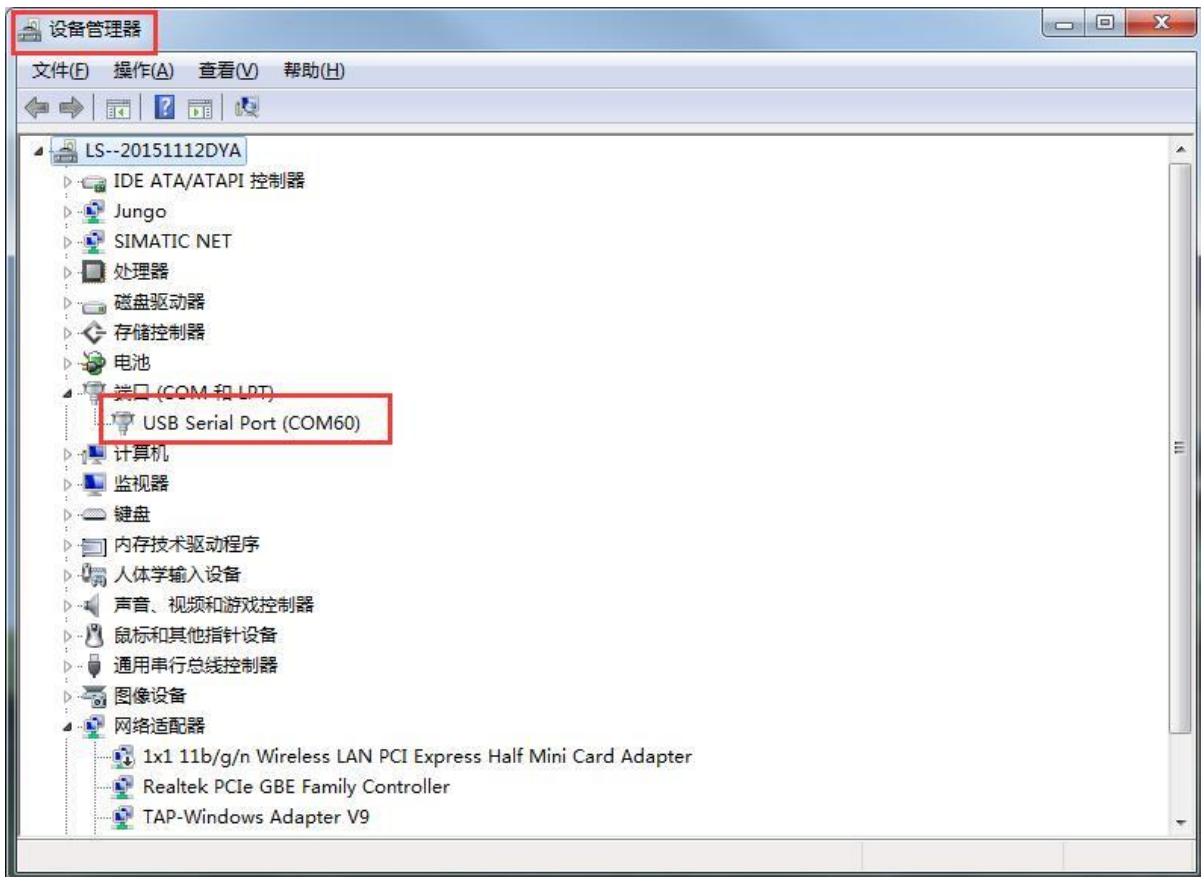 设备管理器
文件(F) 操作(A) 查看(V) 帮助(H)
LS--20151112DYA
IDE ATA/ATAPI 控制器
Jungo
SIMATIC NET
处理器
磁盘驱动器
存储控制器
电池
端口 (COM 和 LPT)
USB Serial Port (COM60)
计算机
监视器
键盘
内存技术驱动程序
人体学输入设备
声音、视频和游戏控制器
鼠标和其他指针设备
通用串行总线控制器
图像设备
网络适配器
1x1 11b/g/n Wireless LAN PCI Express Half Mini Card Adapter
Realtek PCIe GBE Family Controller
TAP-Windows Adapter V9